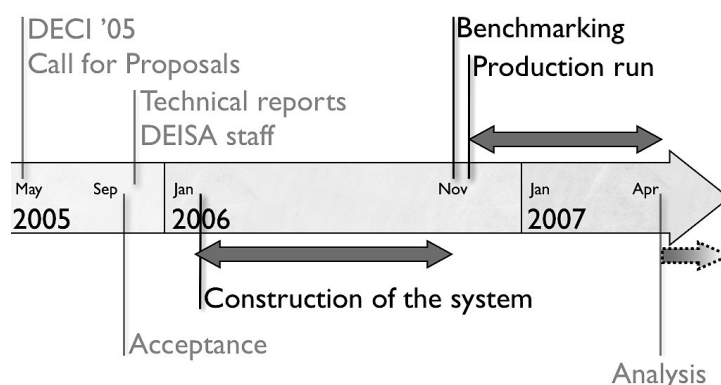 DECI ’05
Call for Proposals
Technical reports
DEISA staff
Benchmarking
Production run
May
Sep
Jan
Nov
Jan
Apr
2005
2006
2007
Construction of the system
Acceptance
Analysis